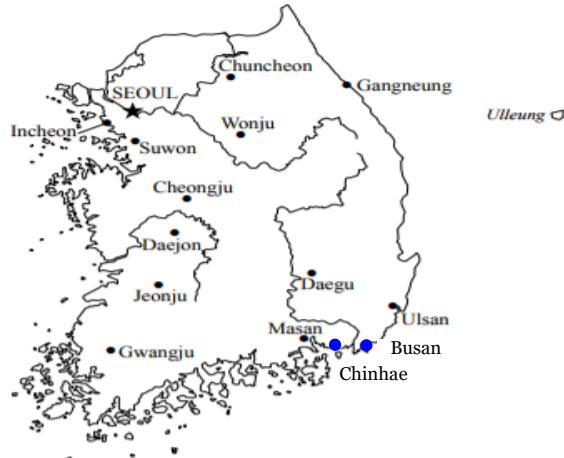 Chuncheon
Gangneung
SEOUL
Ulleung
Incheon
Wonju
Suwon
Cheongju
Daejon
Daegu
Jeonju
Ulsan
Masan
Busan
Gwangju
Chinhae